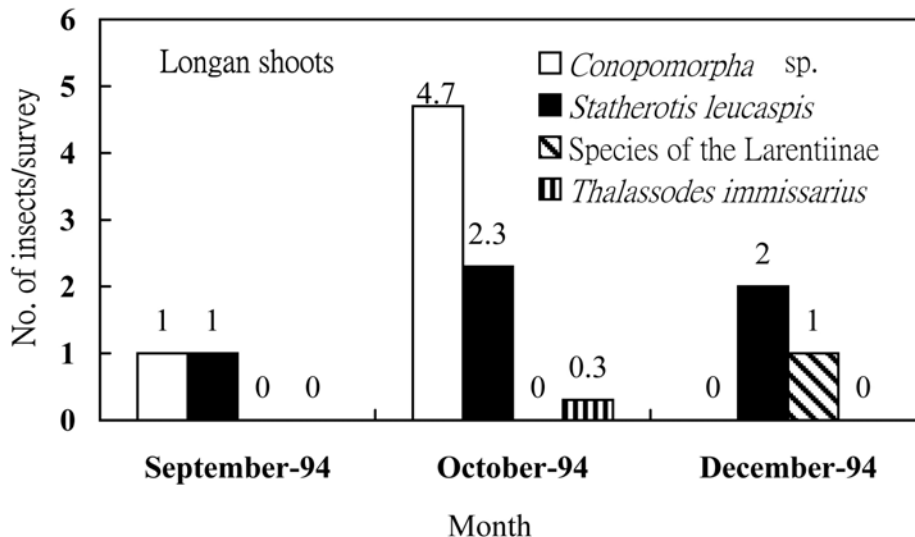 Longan shoots
Conopomorpha sp.
Statherotis leucaspis
Species of the Larentiinae
Thalassodes immissarius
No. of insects/survey
6
5
4
3
2
1
0
1 1 0 0
4.7 2.3 0 0.3
0 2 1 0
September-94 October-94 December-94
Month